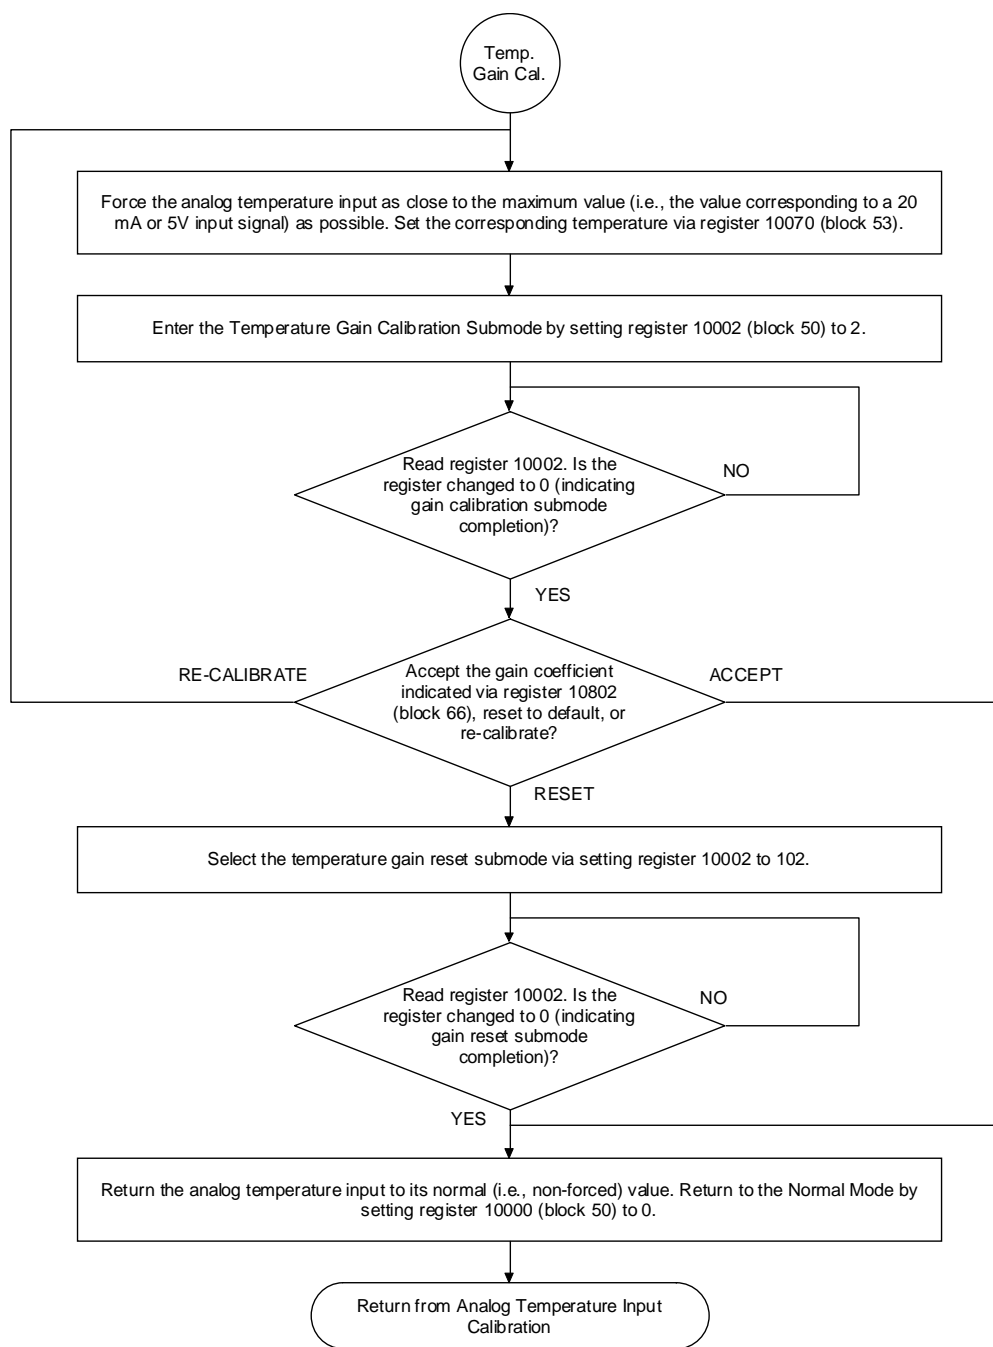 Temp.
Gain Cal.
Force the analog temperature input as close to the maximum value (i.e., the value corresponding to a 20
mA or 5V input signal) as possible. Set the corresponding temperature via register 10070 (block 53).
Enter the Temperature Gain Calibration Submode by setting register 10002 (block 50) to 2.
Read register 10002. Is the
register changed to 0 (indicating
gain calibration submode
completion)?
NO
YES
RE-CALIBRATE
Accept the gain coefficient
indicated via register 10802
(block 66), reset to default, or
re-calibrate?
ACCEPT
RESET
Select the temperature gain reset submode via setting register 10002 to 102.
Read register 10002. Is the
register changed to 0 (indicating
gain reset submode
completion)?
NO
YES
Return the analog temperature input to its normal (i.e., non-forced) value. Return to the Normal Mode by
setting register 10000 (block 50) to 0.
Return from Analog Temperature Input
Calibration